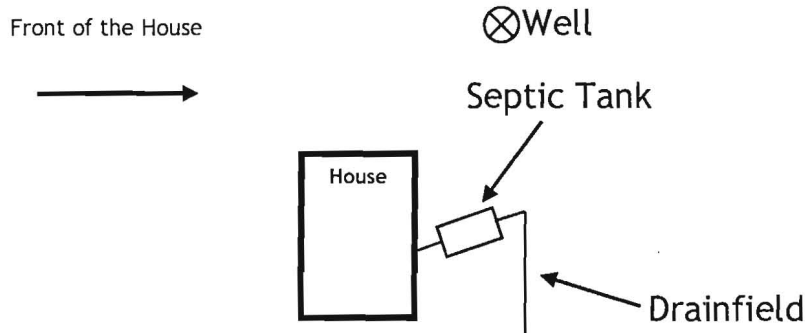 Front of the House
Well
Septic Tank
House
Drainfield